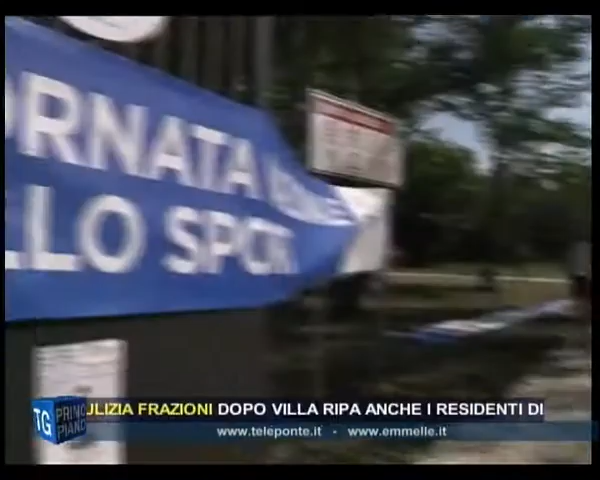 ORNATA
LLO SPORT
TG PRIMO PIANO
ULIZIA FRAZIONI DOPO VILLA RIPA ANCHE I RESIDENTI DI
www.teleponte.it - www.emmelle.it